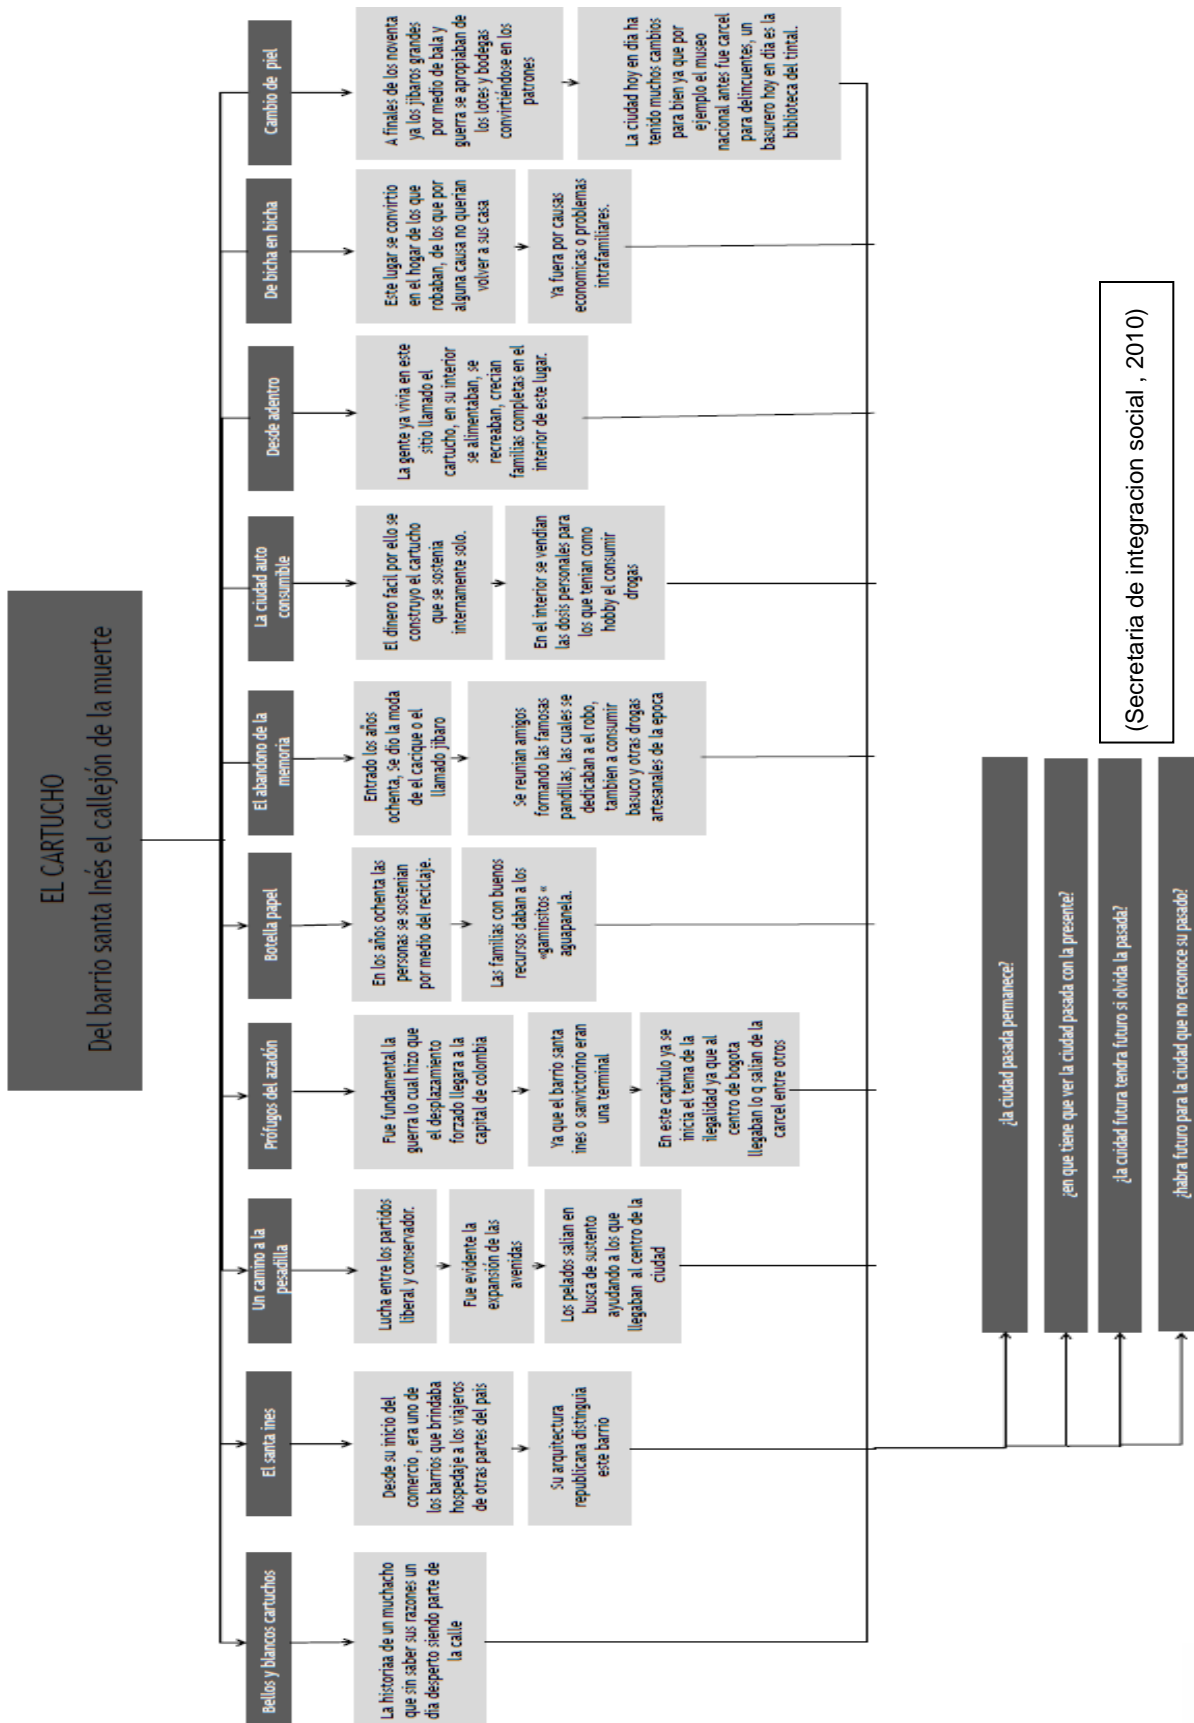 EL CARTUCHO
Del barrio santa Inés el callejón de la muerte
Bellos y blancos cartuchos
La historiaa de un muchacho
que sin saber sus razones un
dia desperto siendo parte de
la calle
El santa ines
Desde su inicio del
comercio , era uno de
los barrios que brindaba
hospedaje a los viajeros
de otras partes del pais
Su arquitectura
republicana distinguia
este barrio
Un camino a la
pesadilla
Lucha entre los partidos
liberal y conservador.
Fue evidente la
expansión de las
avenidas
Los pelados salian en
busca de sustento
ayudando a los que
llegaban al centro de la
ciudad
Prófugos del azadón
Fue fundamental la
guerra lo cual hizo que
el desplazamiento
forzado llegara a la
capital de colombia
Ya que el barrio santa
ines o sanvictorino eran
una terminal
En este capitulo ya se
inicia el tema de la
ilegalidad ya que al
centro de bogota
llegaban lo q salian de la
carcel entre otros
Botella papel
En los años ochenta las
personas se sostenian
por medio del reciclaje.
Las familias con buenos
recursos daban a los
«gaminsitos «
aguapanela.
El abandono de la
memoria
Entrado los años
ochenta, se dio la moda
de el cacique o el
llamado jibaro
Se reunian amigos
formando las famosas
pandillas, las cuales se
dedicaban a el robo,
tambien a consumir
basuco y otras drogas
artesanales de la epoca
La ciudad auto
consumible
El dinero facil por ello se
construyo el cartucho
que se sostenia
internamente solo.
En el interior se vendian
las dosis personales para
los que tenian como
hobby el consumir
drogas
Desde adentro
La gente ya vivia en este
sitio llamado el
cartucho, en su interior
se alimentaban, se
recreaban, crecian
familias completas en el
interior de este lugar.
De bicha en bicha
Este lugar se convirtio
en el hogar de los que
robaban, de los que por
alguna causa no querian
volver a sus casa
Ya fuera por causas
economicas o problemas
intrafamiliares.
Cambio de piel
A finales de los noventa
ya los jibaros grandes
por medio de bala y
guerra se apropiaban de
los lotes y bodegas
convirtiéndose en los
patrones
La ciudad hoy en dia ha
tenido muchos cambios
para bien ya que por
ejemplo el museo
nacional antes fue carcel
para delincuentes, un
basurero hoy en dia es la
biblioteca del tintal.
¿la ciudad pasada permanece?
¿en que tiene que ver la ciudad pasada con la presente?
¿la cuidad futura tendra futuro si olvida la pasada?
¿habra futuro para la ciudad que no reconoce su pasado?
(Secretaria de integracion social , 2010)